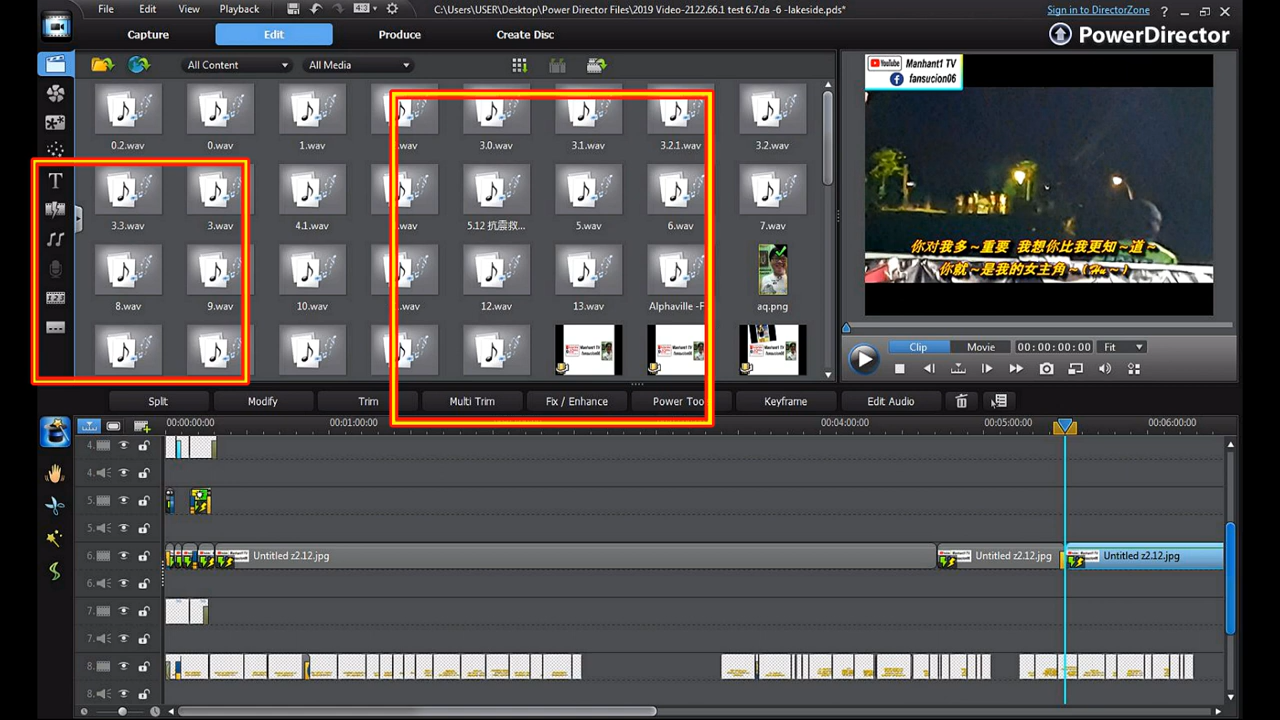 File Edit View Playback
C:\Users\USER\Desktop\Power Director Files\2019 Video-2122.66.1 test 6.7da -6 -lakeside.pds*
Sign in to DirectorZone ?
Capture Edit Produce Create Disc
PowerDirector
All Content All Media
YouTube Manhant1 TV
fansucion06
0.2.wav 0.wav 1.wav .wav 3.0.wav 3.1.wav 3.2.1.wav 3.2.wav
3.3.wav 3.wav 4.1.wav .wav 5.12 抗震救... 5.wav 6.wav 7.wav
8.wav 9.wav 10.wav .wav 12.wav 13.wav Alphaville -F aq.png
你对我多~重要 我想你比我更知~道~
你就~是我的女主角~(Hu~)
Clip Movie 00:00:00:00 Fit
Split Modify Trim Multi Trim Fix / Enhance Power Too Keyframe Edit Audio
00:00:00:00 00:01:00:00 00:04:00:00 00:05:00:00 00:06:00:00
4.
4.
5.
5.
6. Untitled z2.12.jpg Untitled z2.12.jpg Untitled z2.12.jpg
6.
7.
7.
8.
8.